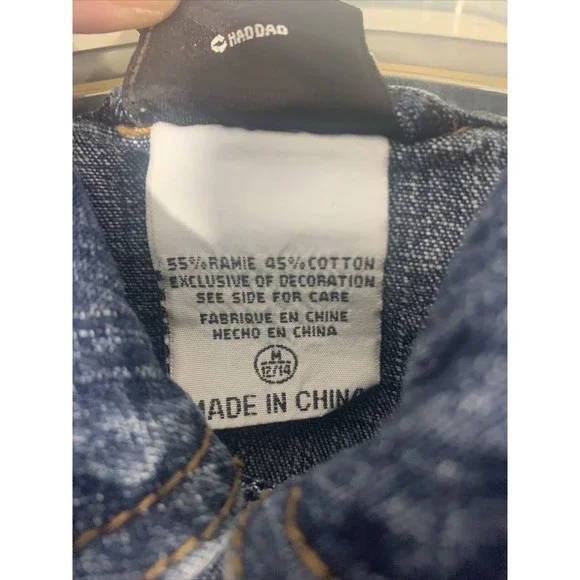 HADDAD
55% RAMIE 45% COTTON
EXCLUSIVE OF DECORATION
SEE SIDE FOR CARE
FABRIQUE EN CHINE
HECHO EN CHINA
M
12/14
MADE IN CHINA